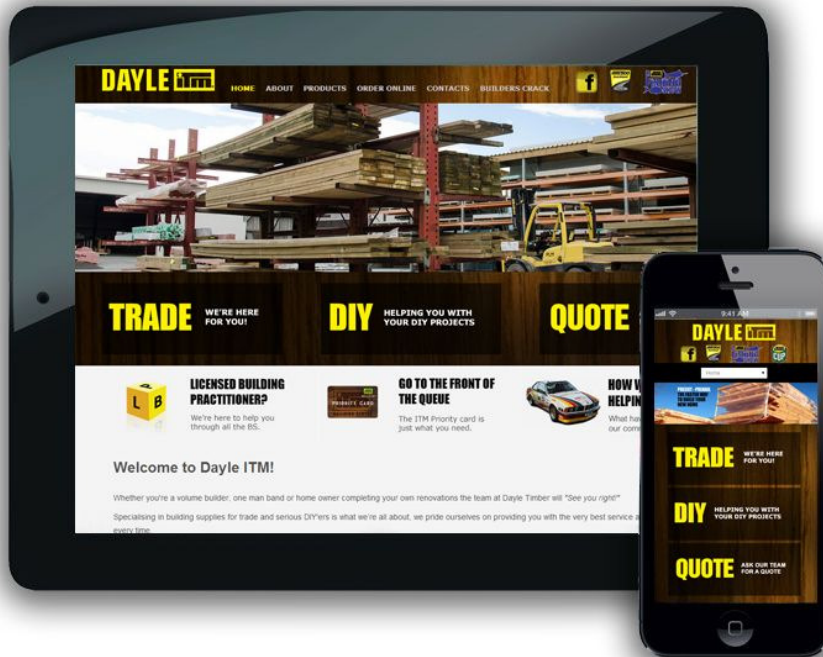 DAYLE ITM
HOME ABOUT PRODUCTS ORDER ONLINE CONTACTS BUILDERS CRACK
TRADE WE'RE HERE
FOR YOU!
DIY HELPING YOU WITH
YOUR DIY PROJECTS
QUOTE
LICENSED BUILDING
PRACTITIONER?
We're here to help you
through all the BS.
L B
GO TO THE FRONT OF
THE QUEUE
The ITM Priority card is
just what you need.
PRIORITY CARD
HOW
HELPIN
What hav
our comm
Welcome to Dayle ITM!
Whether you're a volume builder, one man band or home owner completing your own renovations the team at Dayle Timber will "See you right!"
Specialising in building supplies for trade and serious DIY'ers is what we're all about, we pride ourselves on providing you with the very best service a
every time.
9:41 AM
DAYLE ITM
Home
TRADE WE'RE HERE
FOR YOU!
DIY HELPING YOU WITH
YOUR DIY PROJECTS
QUOTE ASK OUR TEAM
FOR A QUOTE